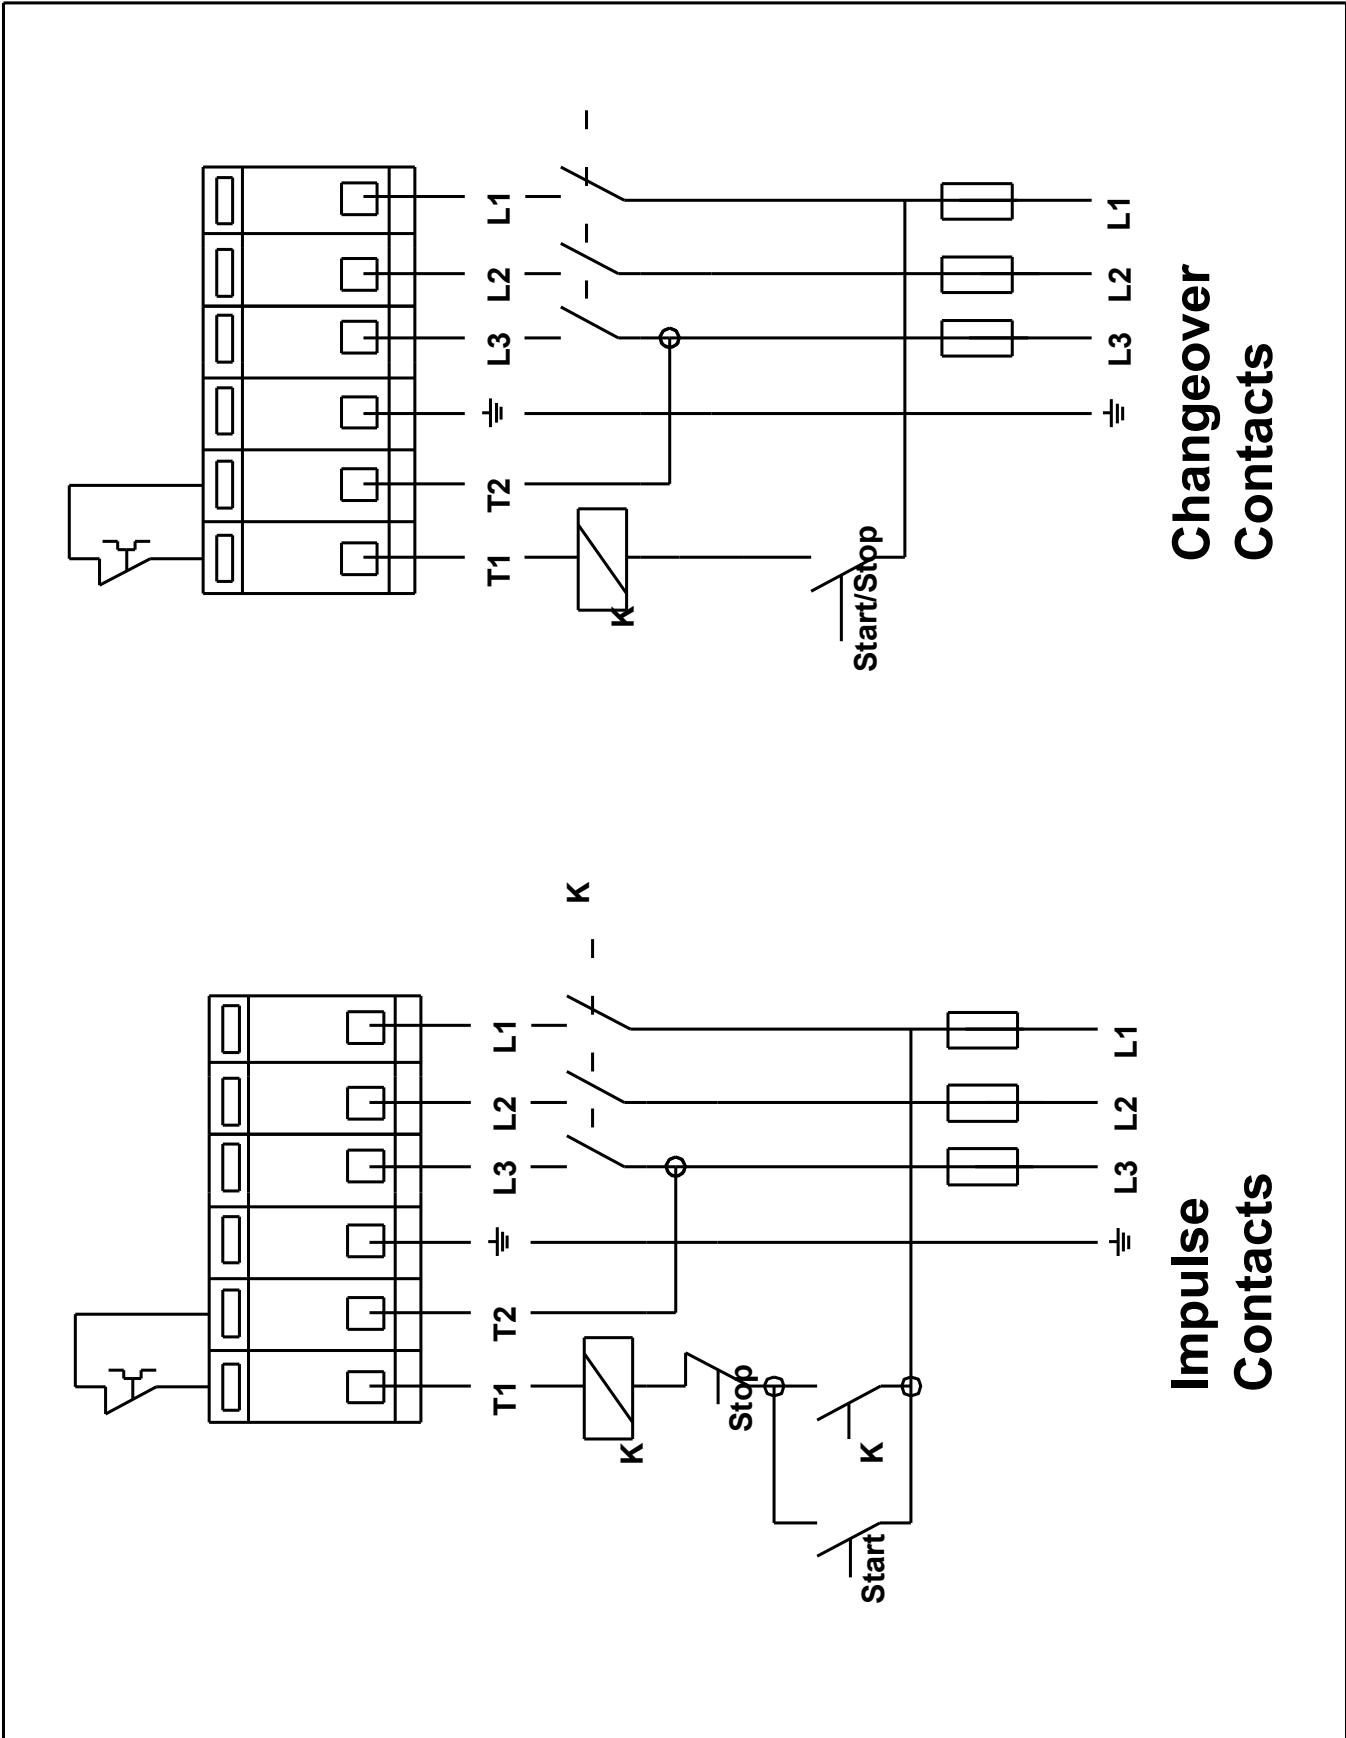 L1
L1
L2
L2
L3
L3
T2
T1
K
Start/Stop
Changeover
Contacts
K
L1
L1
L2
L2
L3
L3
T2
T1
K
Stop
K
Start
Impulse
Contacts